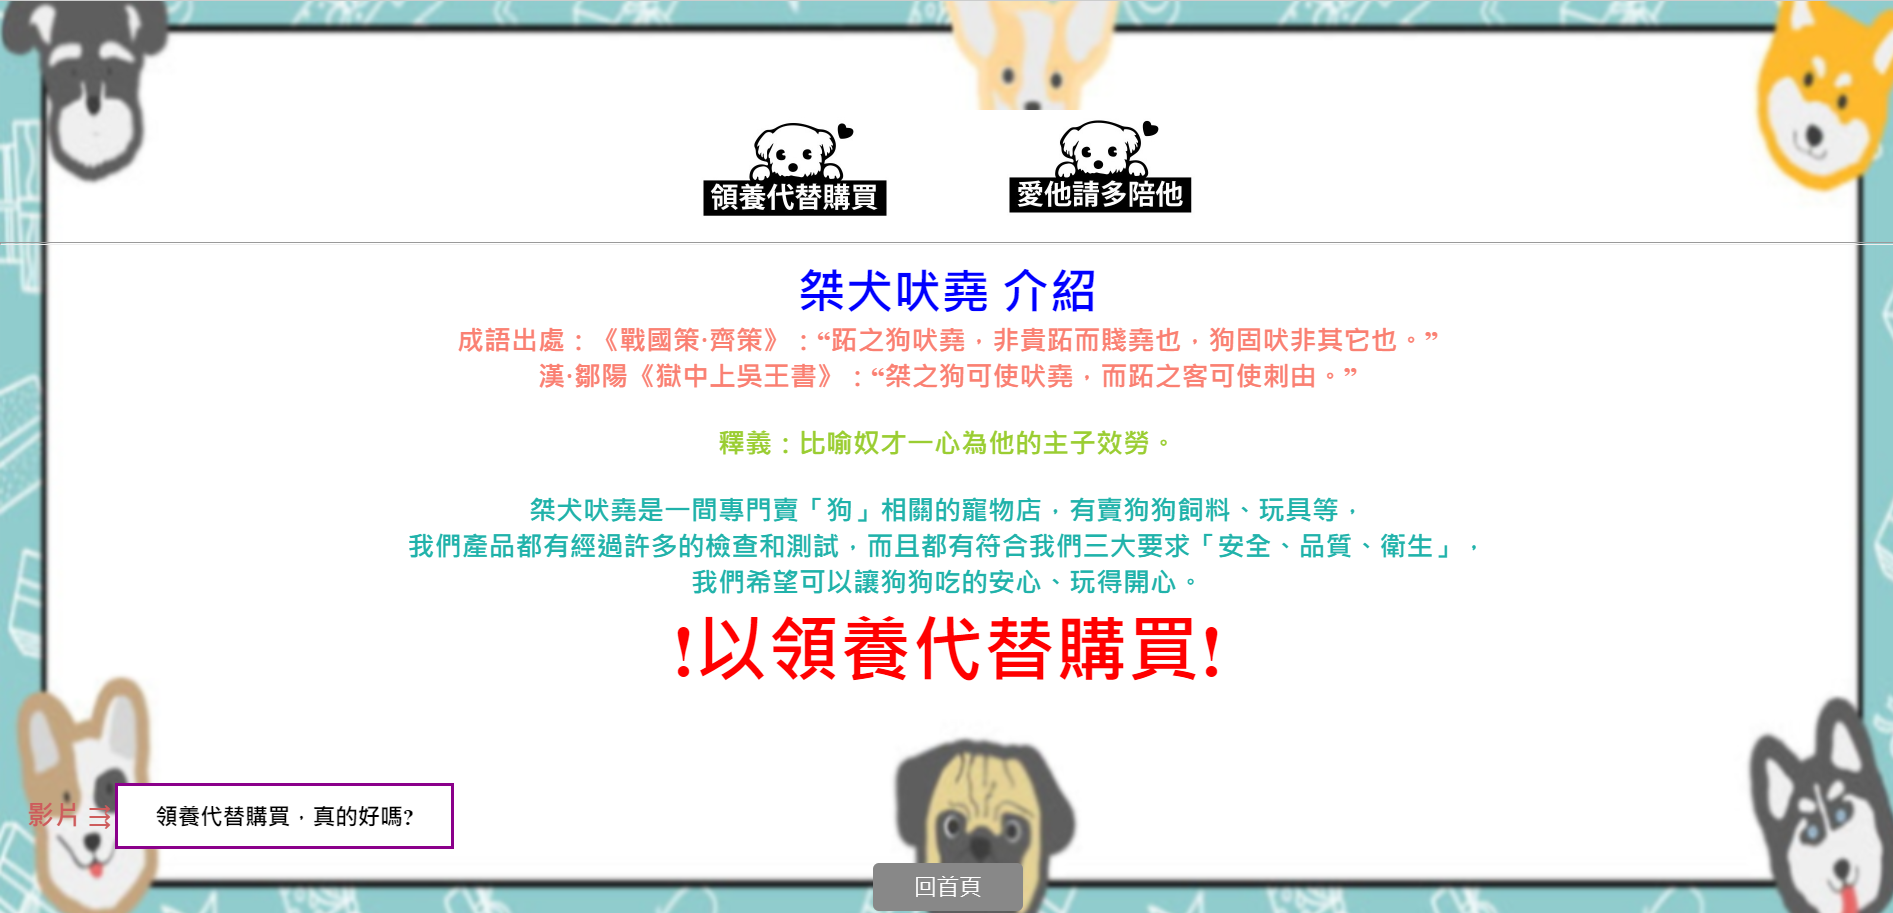 領養代替購買
愛他請多陪他
桀犬吠堯 介紹
成語出處：《戰國策·齊策》：“跖之狗吠堯，非貴跖而賤堯也，狗固吠非其它也。”
漢·鄒陽《獄中上吳王書》：“桀之狗可使吠堯，而跖之客可使刺由。”
釋義：比喻奴才一心為他的主子效勞。
桀犬吠堯是一間專門賣「狗」相關的寵物店，有賣狗狗飼料、玩具等，
我們產品都有經過許多的檢查和測試，而且都有符合我們三大要求「安全、品質、衛生」，
我們希望可以讓狗狗吃的安心、玩得開心。
!以領養代替購買!
影片 ⇉ 領養代替購買，真的好嗎?
回首頁